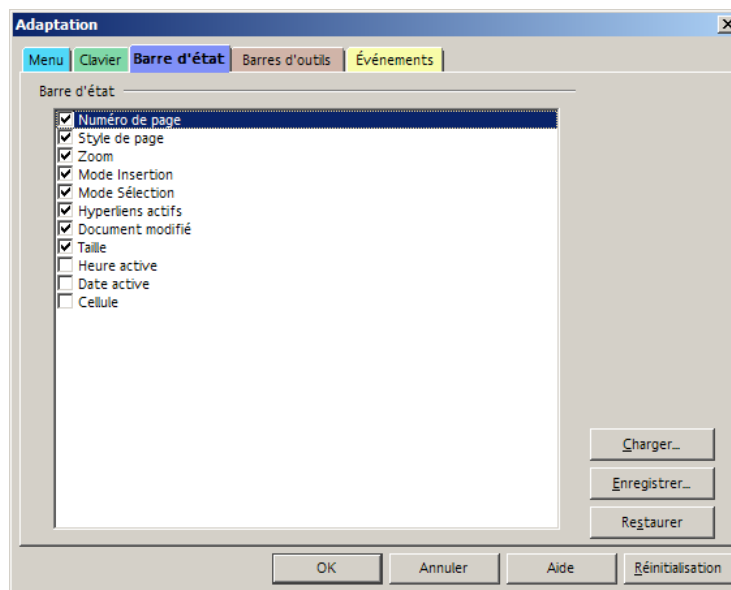 Adaptation
Menu Clavier Barre d'état Barres d'outils Événements
Barre d'état
Numéro de page
Style de page
Zoom
Mode Insertion
Mode Sélection
Hyperliens actifs
Document modifié
Taille
Heure active
Date active
Cellule
Charger...
Enregistrer...
Restaurer
OK Annuler Aide Réinitialisation